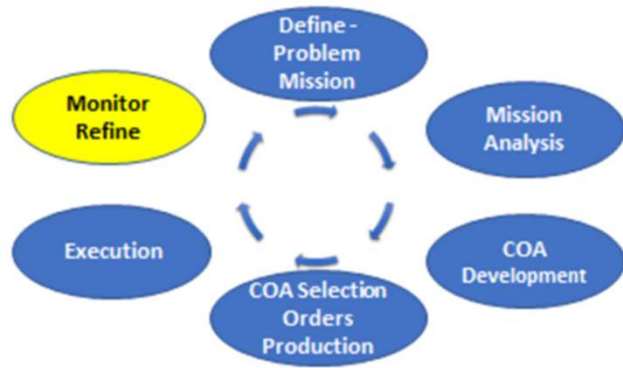 Define -
Problem
Mission
Mission
Analysis
COA
Development
COA Selection
Orders
Production
Execution
Monitor
Refine